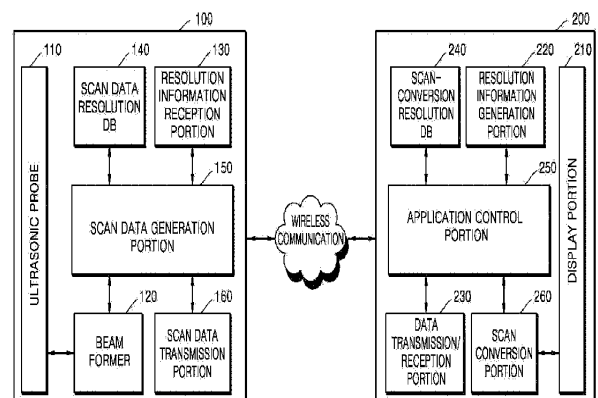 100
200
110
140
130
240
220
210
SCAN DATA
RESOLUTION
DB
RESOLUTION
INFORMATION
RECEPTION
PORTION
SCAN-
CONVERSION
RESOLUTION
DB
RESOLUTION
INFORMATION
GENERATION
PORTION
150
250
ULTRASONIC PROBE
SCAN DATA GENERATION
PORTION
WIRELESS
COMMUNICATION
APPLICATION CONTROL
PORTION
DISPLAY PORTION
120
160
230
260
BEAM
FORMER
SCAN DATA
TRANSMISSION
PORTION
DATA
TRANSMISSION/
RECEPTION
PORTION
SCAN
CONVERSION
PORTION